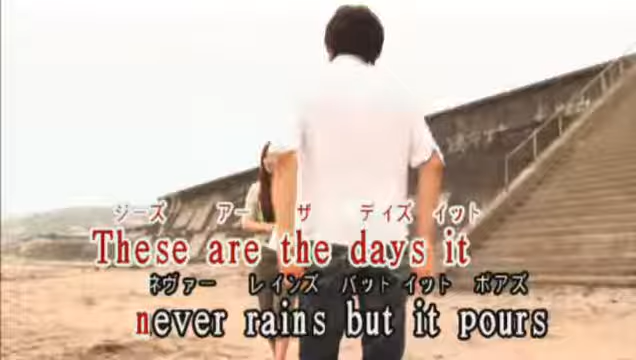 ジーズ アー ザ デイズ イット
These are the days it
ネヴァー レインズ バット イット ポアズ
never rains but it pours